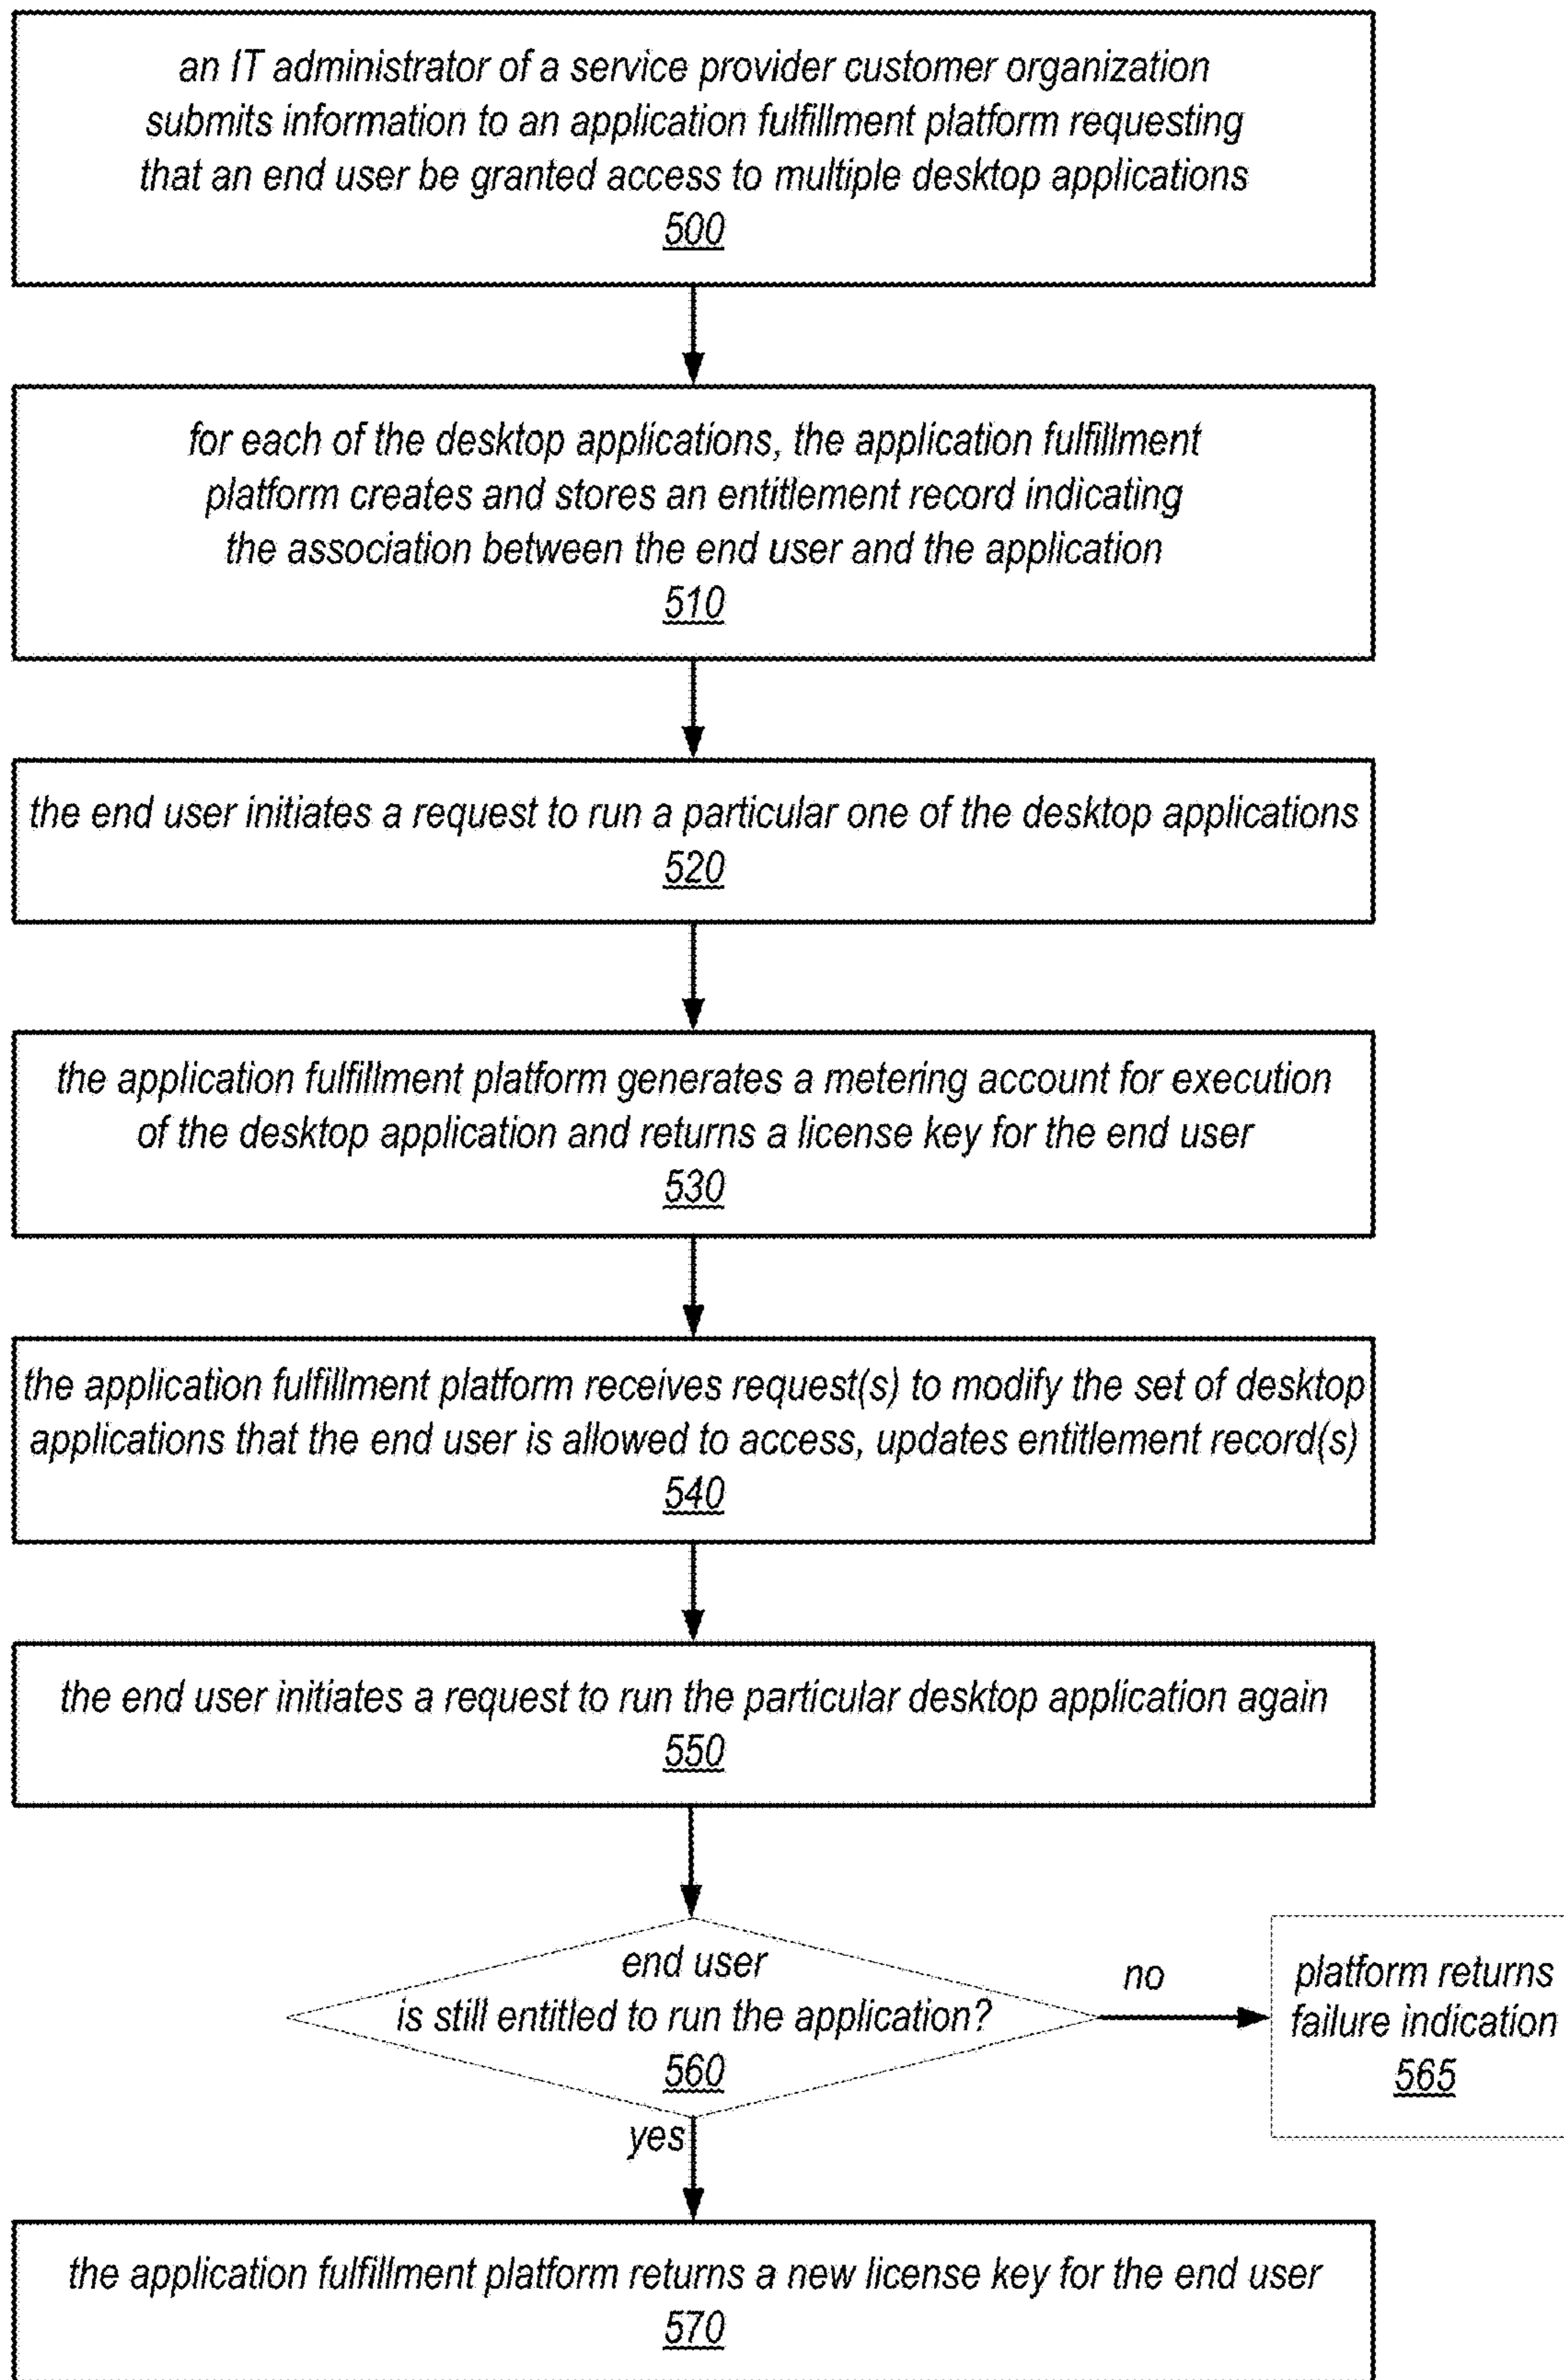 an IT administrator of a service provider customer organization
submits information to an application fulfillment platform requesting
that an end user be granted access to multiple desktop applications
500
for each of the desktop applications, the application fulfillment
platform creates and stores an entitlement record indicating
the association between the end user and the application
510
the end user initiates a request to run a particular one of the desktop applications
520
the application fulfillment platform generates a metering account for execution
of the desktop application and returns a license key for the end user
530
the application fulfillment platform receives request(s) to modify the set of desktop
applications that the end user is allowed to access, updates entitlement record(s)
540
the end user initiates a request to run the particular desktop application again
550
end user
is still entitled to run the application?
560
no
platform returns
failure indication
565
yes
the application fulfillment platform returns a new license key for the end user
570